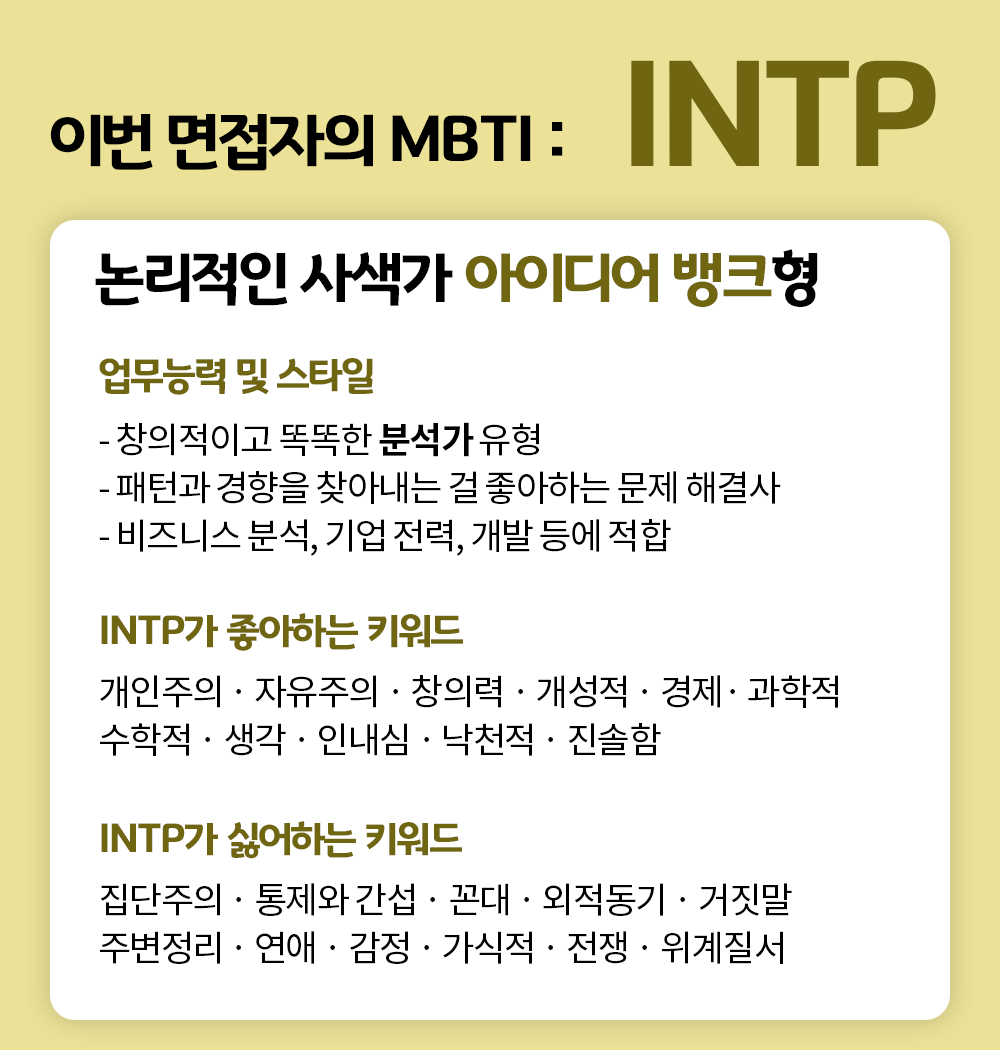 이번 면접자의 MBTI : INTP
논리적인 사색가 아이디어 뱅크형
업무능력 및 스타일
- 창의적이고 똑똑한 분석가 유형
- 패턴과 경향을 찾아내는 걸 좋아하는 문제 해결사
- 비즈니스 분석, 기업 전력, 개발 등에 적합
INTP가 좋아하는 키워드
개인주의 · 자유주의 · 창의력 · 개성적 · 경제 · 과학적
수학적 · 생각 · 인내심 · 낙천적 · 진솔함
INTP가 싫어하는 키워드
집단주의 · 통제와 간섭 · 꼰대 · 외적동기 · 거짓말
주변정리 · 연애 · 감정 · 가식적 · 전쟁 · 위계질서